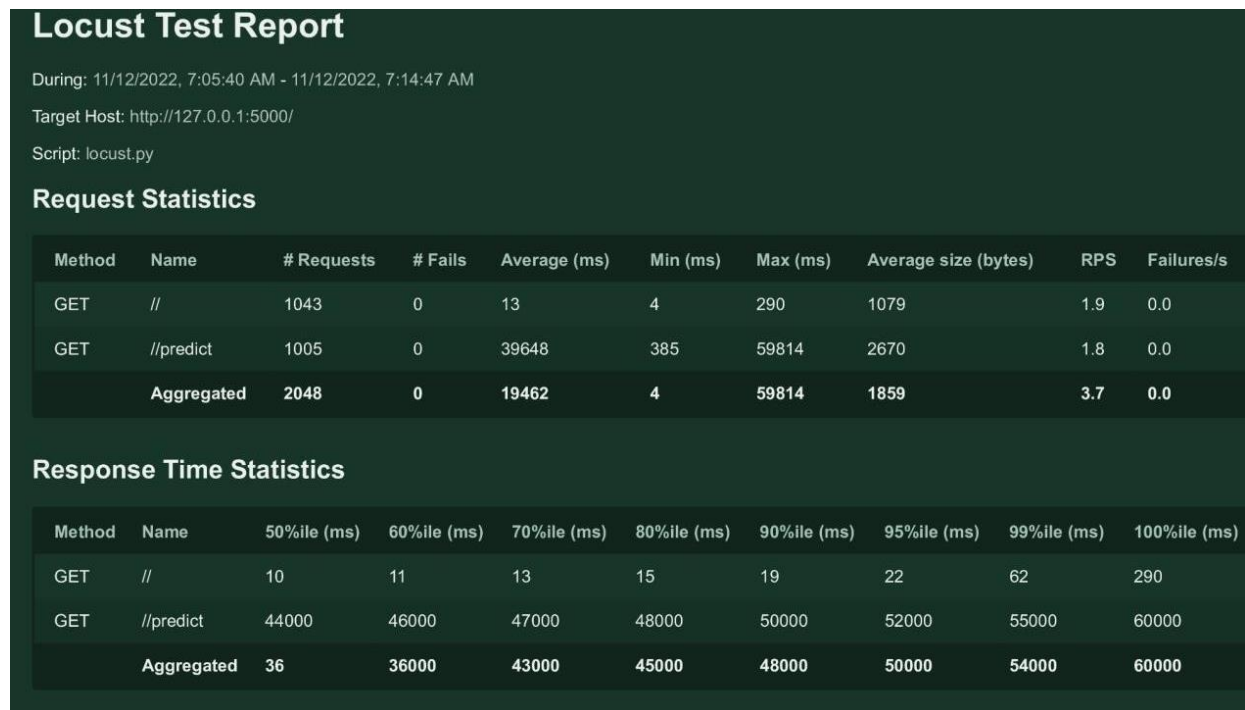 Locust Test Report
During: 11/12/2022, 7:05:40 AM - 11/12/2022, 7:14:47 AM
Target Host: http://127.0.0.1:5000/
Script: locust.py
Request Statistics
Method Name # Requests # Fails Average (ms) Min (ms) Max (ms) Average size (bytes) RPS Failures/s
GET // 1043 0 13 4 290 1079 1.9 0.0
GET //predict 1005 0 39648 385 59814 2670 1.8 0.0
Aggregated 2048 0 19462 4 59814 1859 3.7 0.0
Response Time Statistics
Method Name 50%ile (ms) 60%ile (ms) 70%ile (ms) 80%ile (ms) 90%ile (ms) 95%ile (ms) 99%ile (ms) 100%ile (ms)
GET // 10 11 13 15 19 22 62 290
GET //predict 44000 46000 47000 48000 50000 52000 55000 60000
Aggregated 36 36000 43000 45000 48000 50000 54000 60000